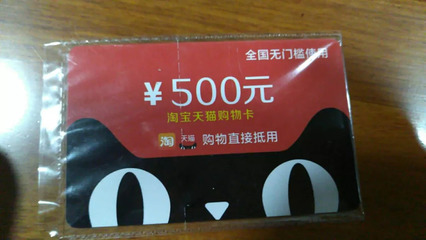 全国无门槛使用
¥500元
淘宝天猫购物卡
淘 天猫 购物直接抵用